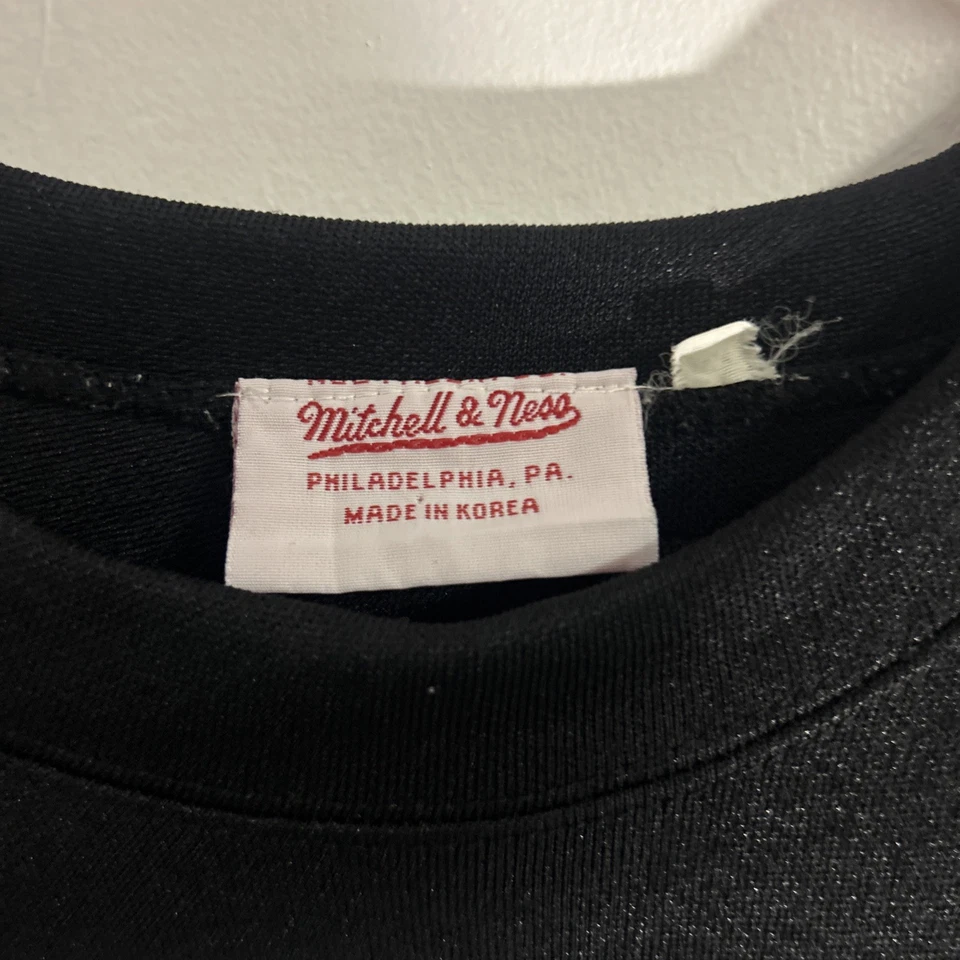 Mitchell & Ness
PHILADELPHIA, PA.
MADE IN KOREA